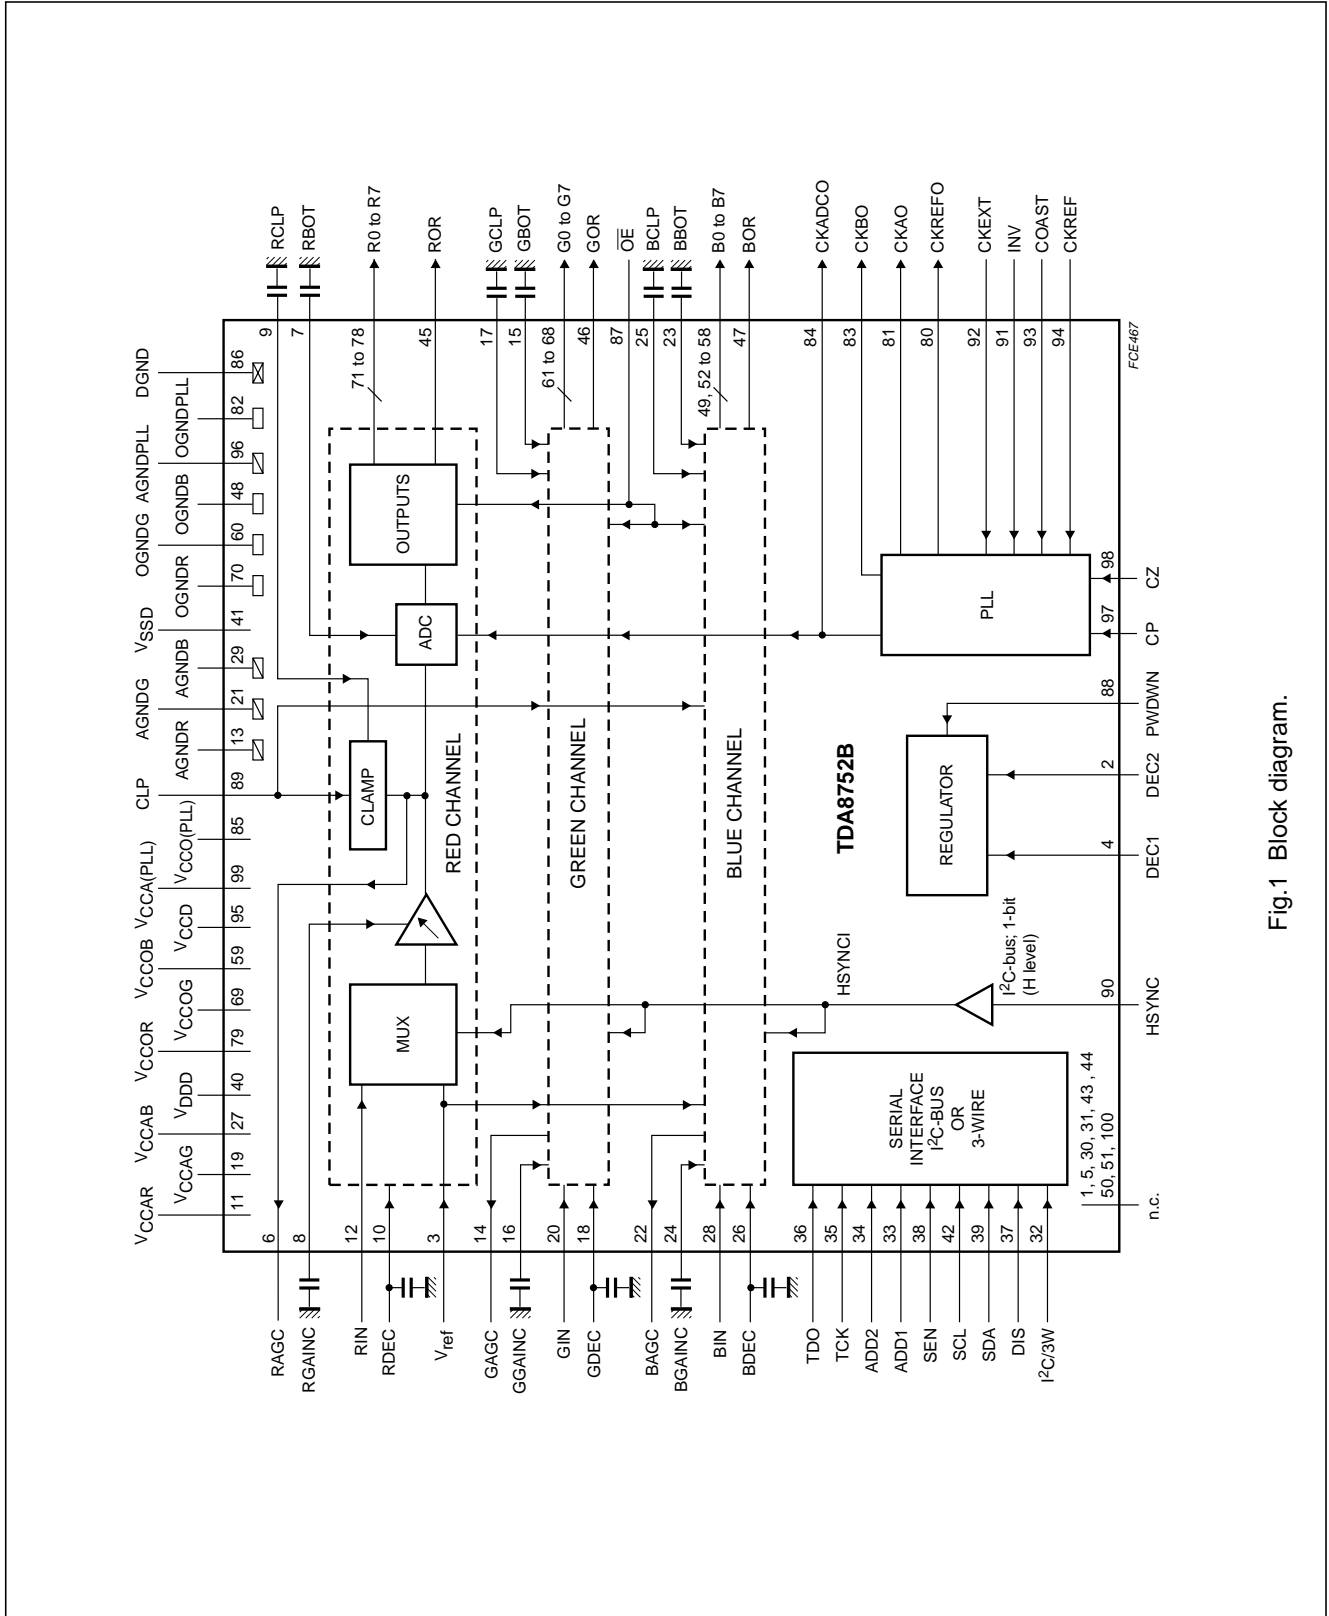 VCCAR
VCCAG
VCCAB
VDDD
VCCOR
VCCOG
VCCOB
VCCD
VCCA(PLL)
VCCO(PLL)
CLP
AGNDR
AGNDG
AGNDB
VSSD
OGNDR
OGNDG
OGNDB
AGNDPLL
OGNDPLL
DGND
11
19
27
40
79
69
59
95
99
85
89
13
21
29
41
70
60
48
96
82
86
RAGC
6
RGAINC
8
RIN
12
RDEC
10
Vref
3
GAGC
14
GGAINC
16
GIN
20
GDEC
18
BAGC
22
BGAINC
24
BIN
28
BDEC
26
TDO
36
TCK
35
ADD2
34
ADD1
33
SEN
38
SCL
42
SDA
39
DIS
37
I²C/3W
32
MUX
CLAMP
ADC
OUTPUTS
RED CHANNEL
GREEN CHANNEL
BLUE CHANNEL
HSYNCI
TDA8752B
I²C-bus; 1-bit
(H level)
SERIAL
INTERFACE
I²C-BUS
OR
3-WIRE
REGULATOR
PLL
9
RCLP
7
RBOT
71 to 78
R0 to R7
45
ROR
17
GCLP
15
GBOT
61 to 68
G0 to G7
46
GOR
87
O̅E̅
25
BCLP
23
BBOT
49, 52 to 58
B0 to B7
47
BOR
84
CKADCO
83
CKBO
81
CKAO
80
CKREFO
92
CKEXT
91
INV
93
COAST
94
CKREF
1, 5, 30, 31, 43 , 44
50, 51, 100
n.c.
90
HSYNC
4
DEC1
2
DEC2
88
PWDWN
97
CP
98
CZ
FCE467
Fig.1 Block diagram.